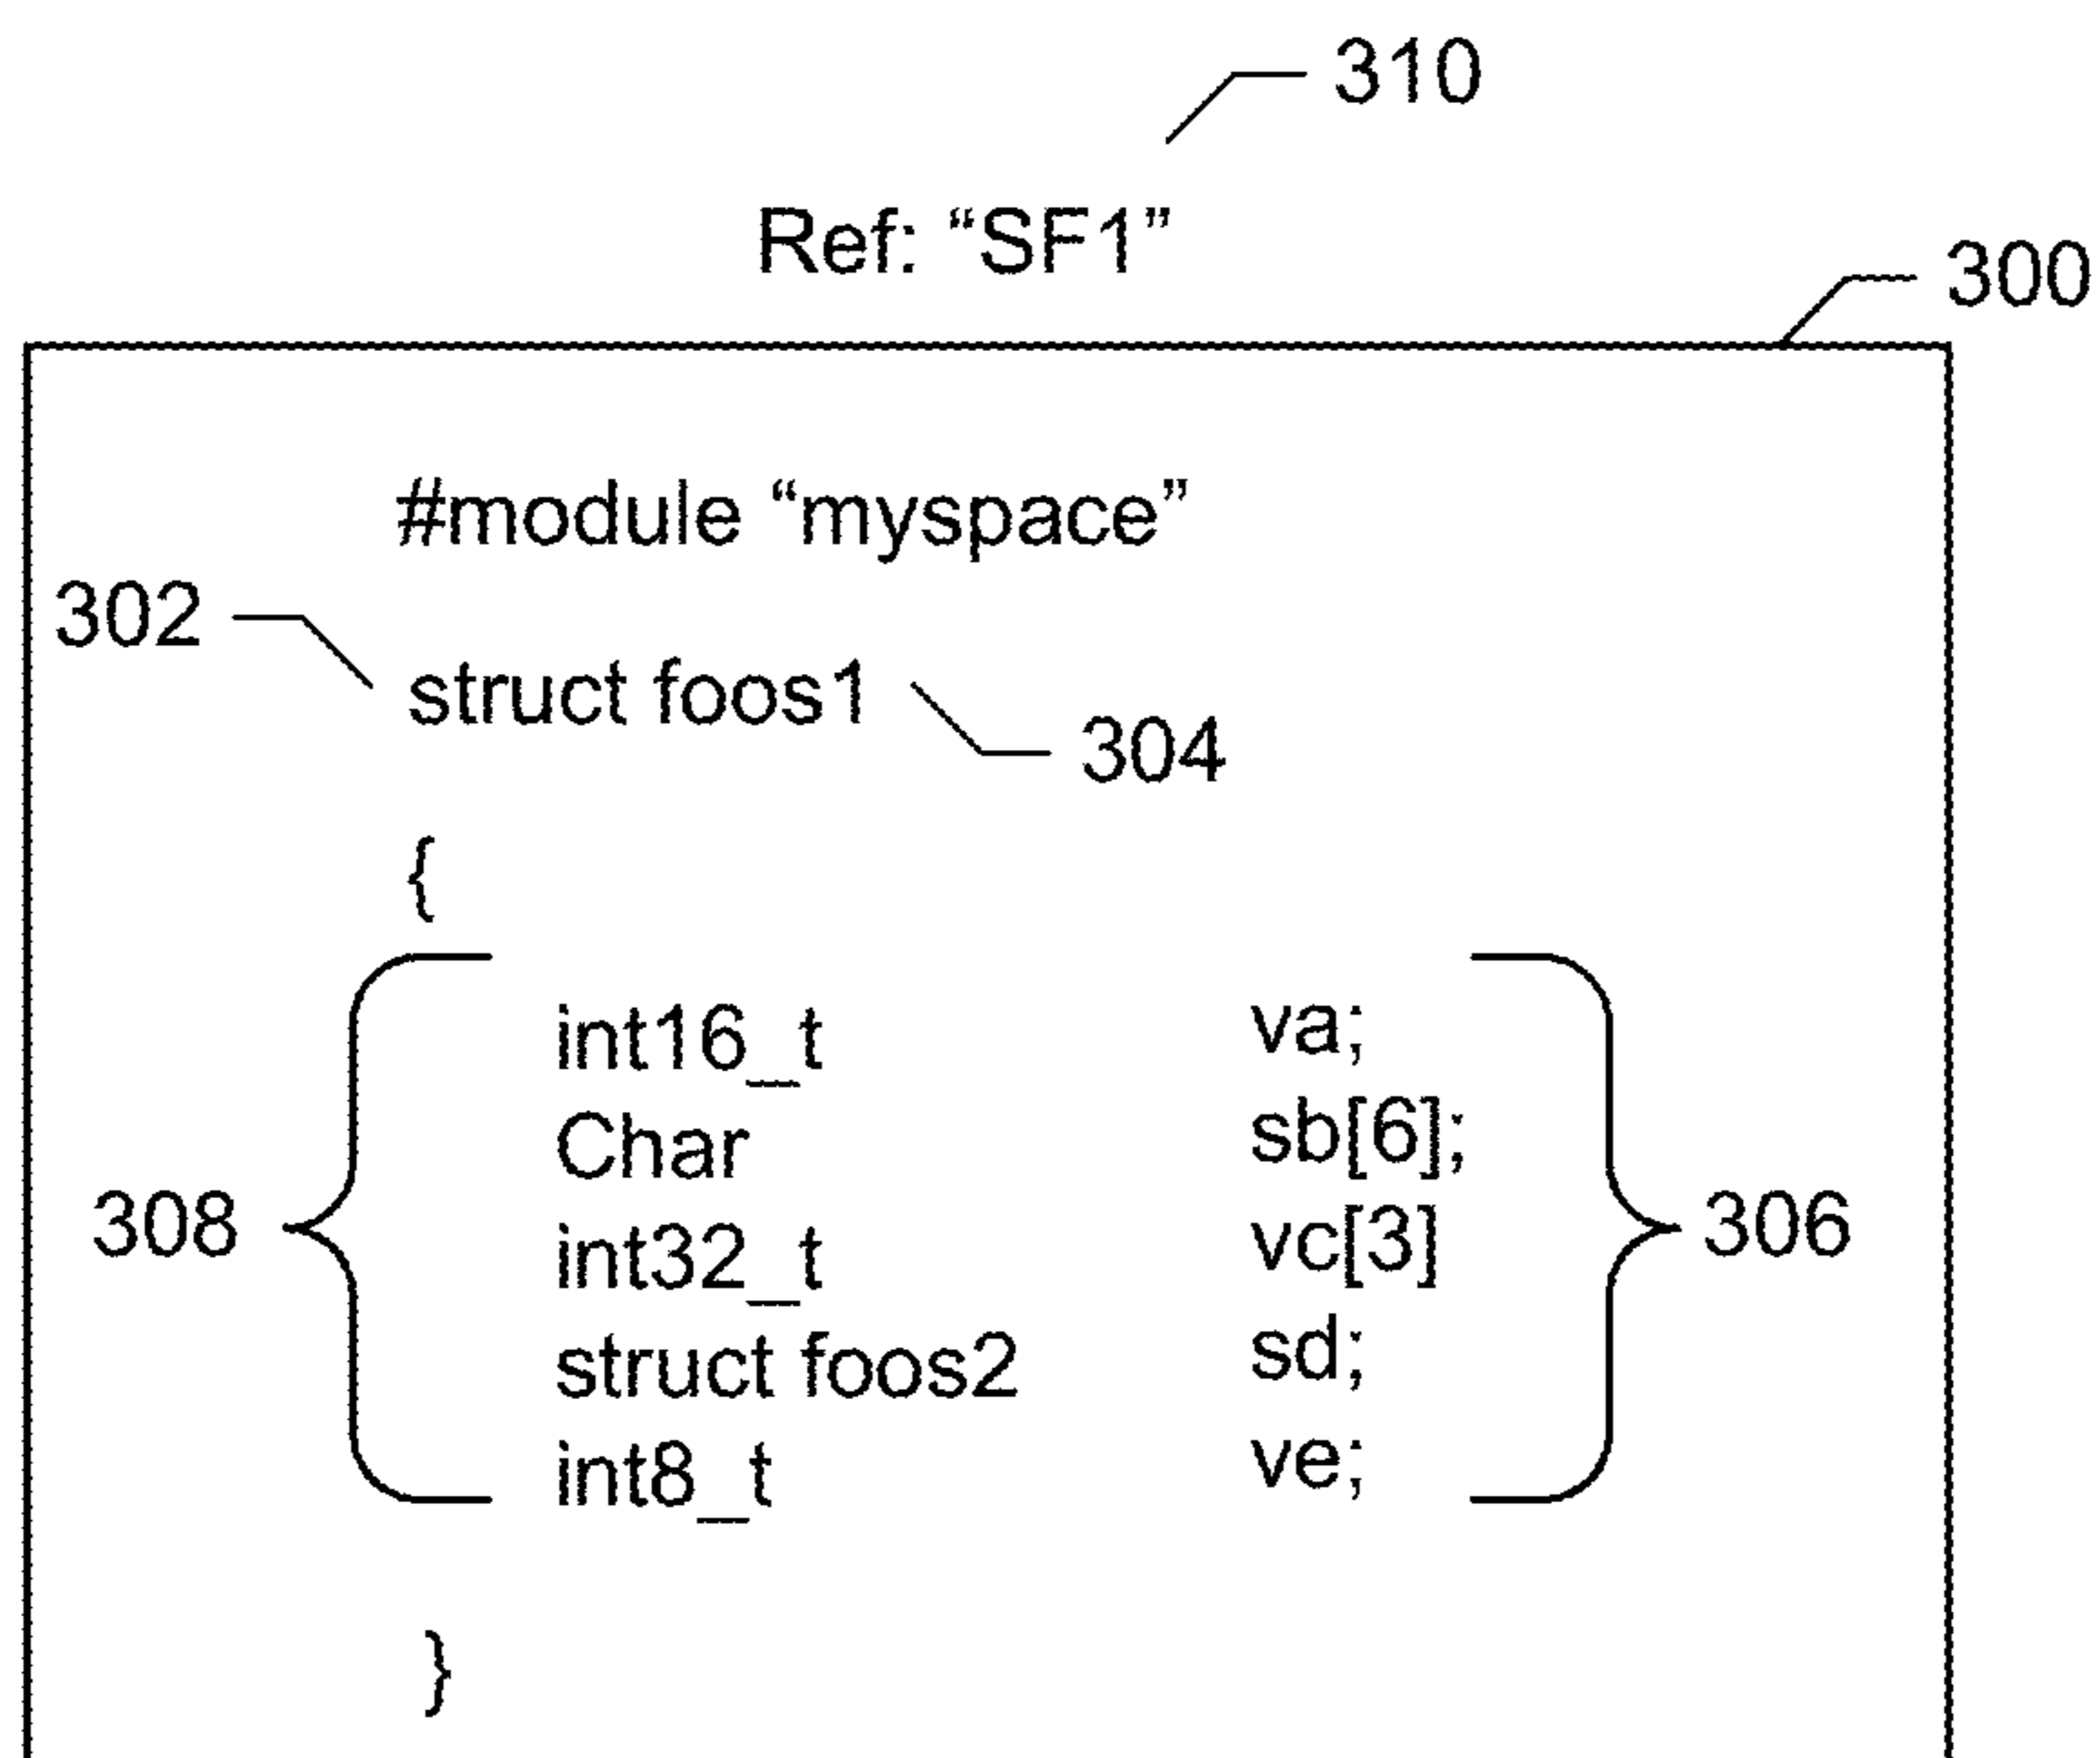 310
Ref: “SF1”
300
#module “myspace”
302
struct foos1
304
{
int16_t va;
Char sb[6];
308 int32_t vc[3] 306
struct foos2 sd;
int8_t ve;
}